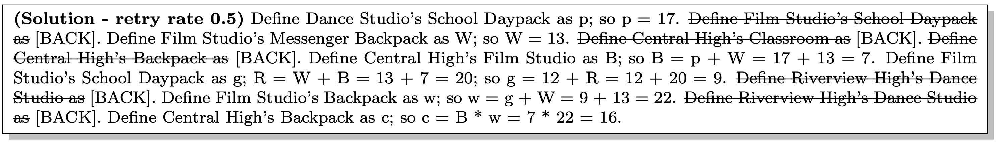 (Solution - retry rate 0.5) Define Dance Studio's School Daypack as p; so p = 17. Define Film Studio's School Daypack
as [BACK]. Define Film Studio's Messenger Backpack as W; so W = 13. Define Central High's Classroom as [BACK]. Define
Central High's Backpack as [BACK]. Define Central High's Film Studio as B; so B = p + W = 17 + 13 = 7. Define Film
Studio's School Daypack as g; R = W + B = 13 + 7 = 20; so g = 12 + R = 12 + 20 = 9. Define Riverview High's Dance
Studio as [BACK]. Define Film Studio's Backpack as w; so w = g + W = 9 + 13 = 22. Define Riverview High's Dance Studio
as [BACK]. Define Central High's Backpack as c; so c = B * w = 7 * 22 = 16.